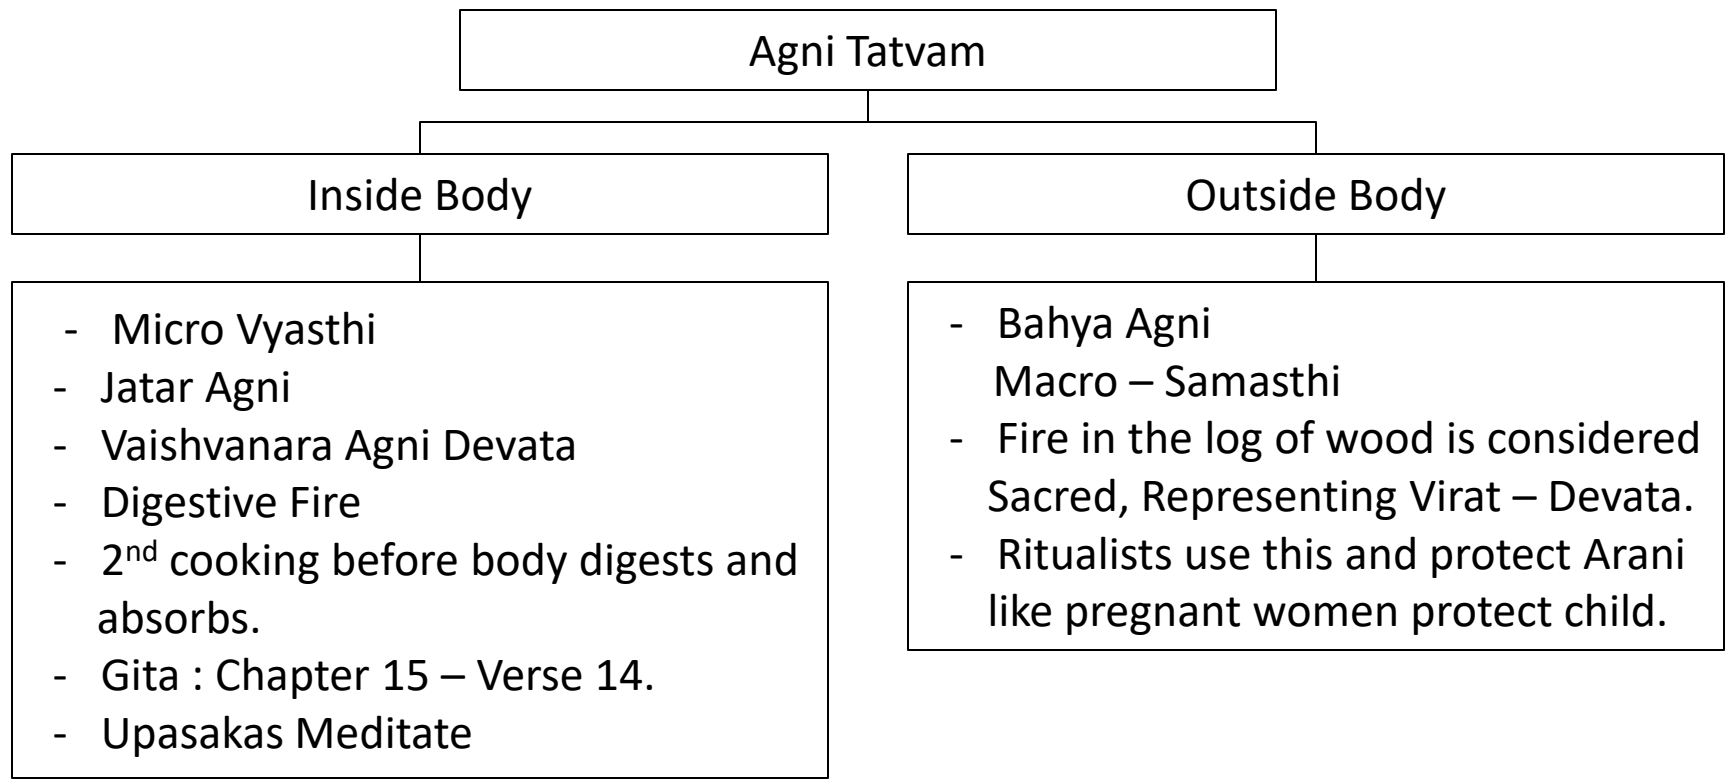 Agni Tatvam
Inside Body
- Micro Vyasthi
- Jatar Agni
- Vaishvanara Agni Devata
- Digestive Fire
- 2nd cooking before body digests and
absorbs.
- Gita : Chapter 15 – Verse 14.
- Upasakas Meditate
Outside Body
- Bahya Agni
Macro – Samasthi
- Fire in the log of wood is considered
Sacred, Representing Virat – Devata.
- Ritualists use this and protect Arani
like pregnant women protect child.